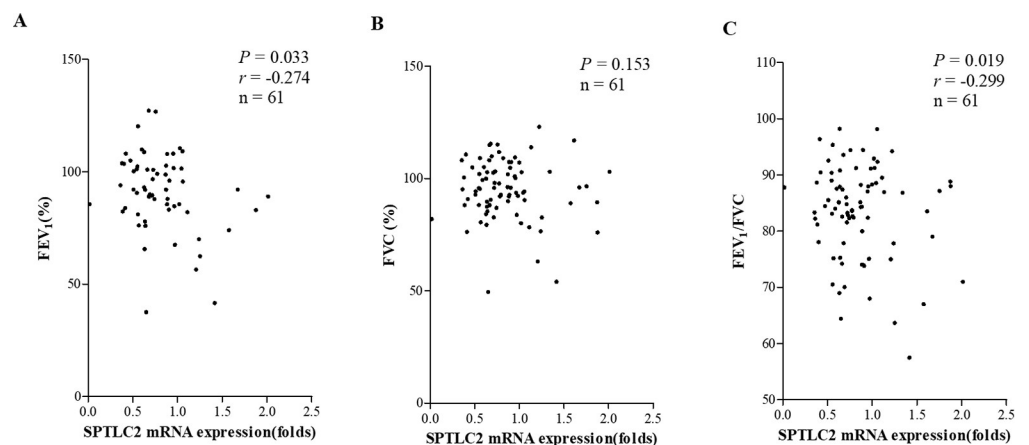 A
P = 0.033
r = -0.274
n = 61
FEV1(%)
150
100
50
0
0.0 0.5 1.0 1.5 2.0 2.5
SPTLC2 mRNA expression(folds)
B
P = 0.153
n = 61
FVC (%)
150
100
50
0
0.0 0.5 1.0 1.5 2.0 2.5
SPTLC2 mRNA expression(folds)
C
P = 0.019
r = -0.299
n = 61
FEV1/FVC
110
100
90
80
70
60
50
0.0 0.5 1.0 1.5 2.0 2.5
SPTLC2 mRNA expression(folds)